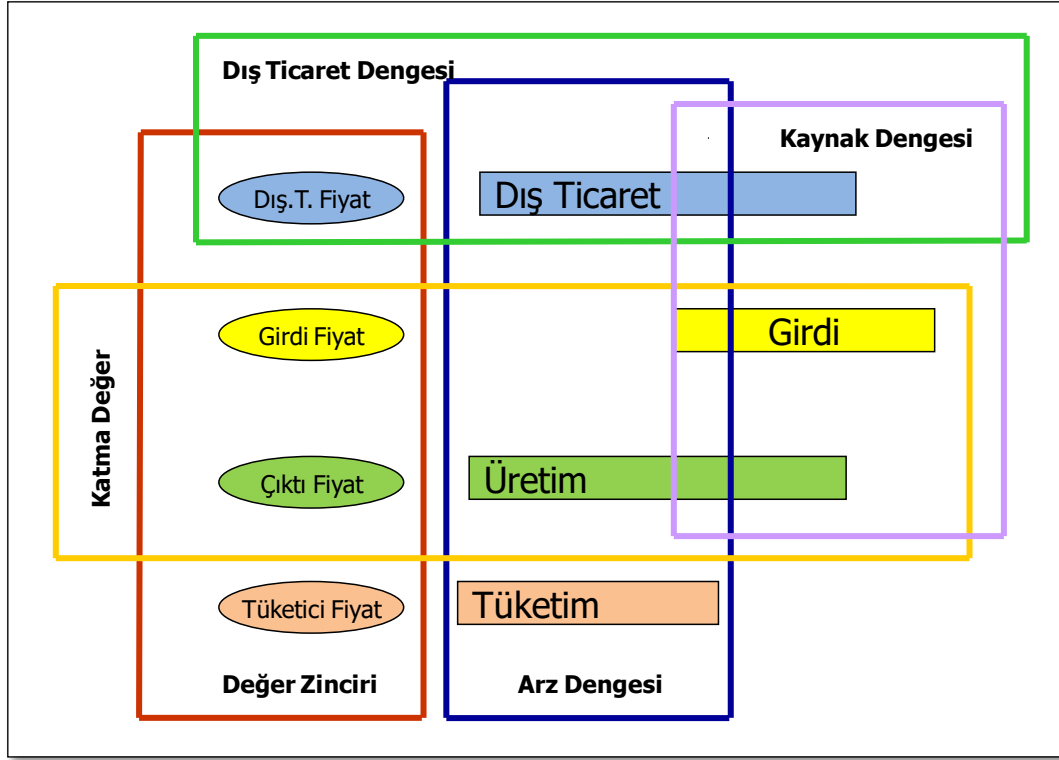 Dış Ticaret Dengesi
Kaynak Dengesi
Dış.T. Fiyat
Dış Ticaret
Girdi Fiyat
Girdi
Katma Değer
Çıktı Fiyat
Üretim
Tüketici Fiyat
Tüketim
Değer Zinciri
Arz Dengesi